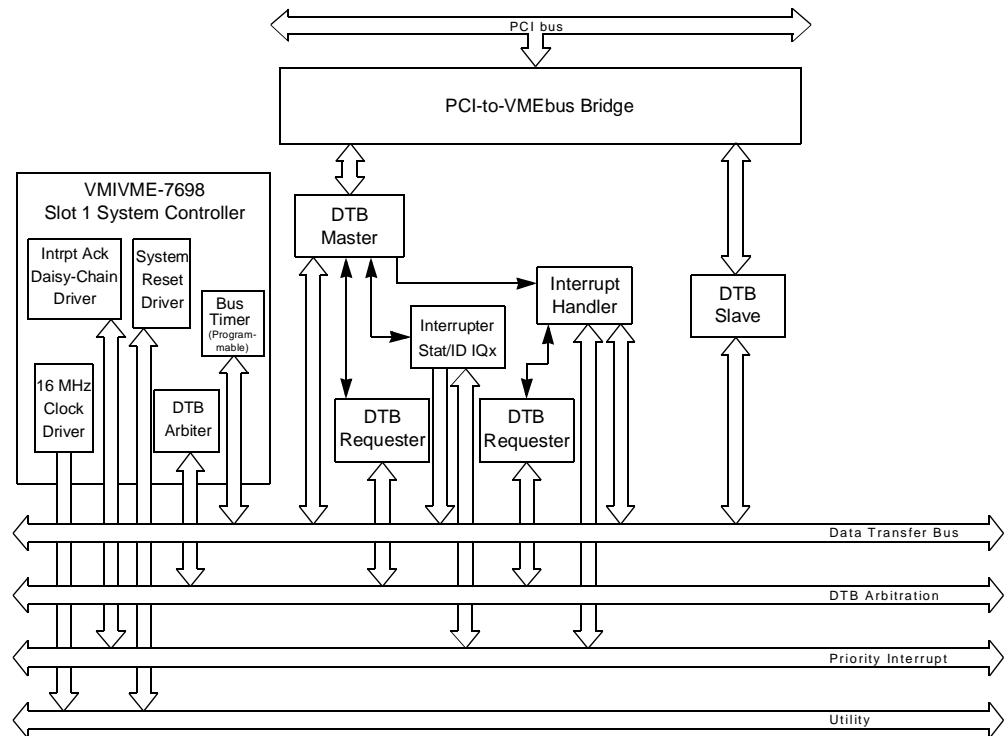 PCI bus
PCI-to-VMEbus Bridge
VMIVME-7698
Slot 1 System Controller
Intrpt Ack
Daisy-Chain
Driver
System
Reset
Driver
Bus
Timer
(Program-
mable)
16 MHz
Clock
Driver
DTB
Arbiter
DTB
Master
Interrupter
Stat/ID IQx
Interrupt
Handler
DTB
Slave
DTB
Requester
DTB
Requester
Data Transfer Bus
DTB Arbitration
Priority Interrupt
Utility